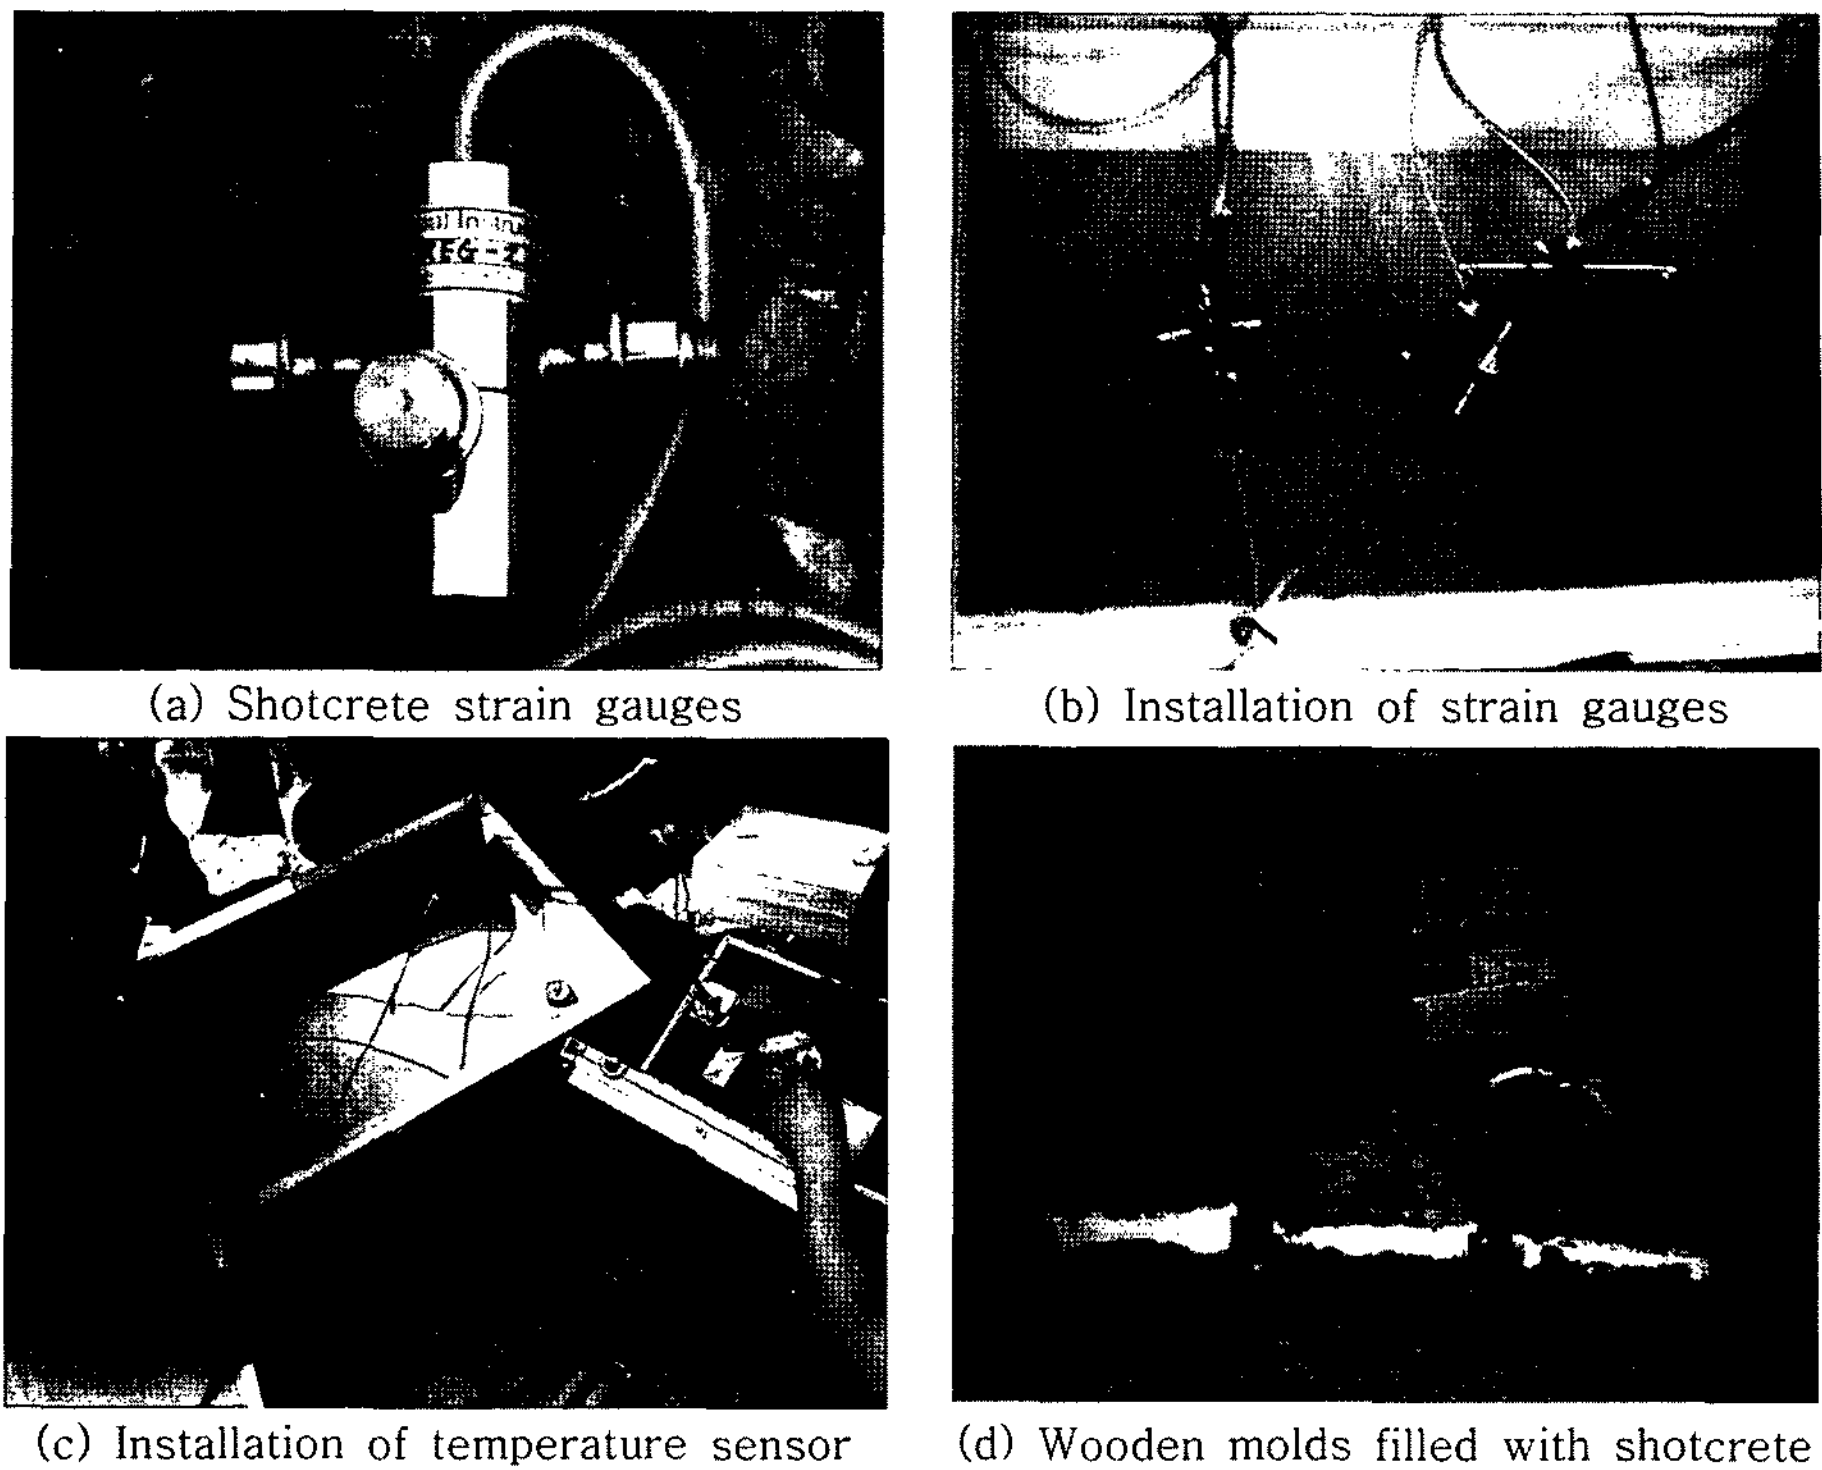 (a) Shotcrete strain gauges
(b) Installation of strain gauges
(c) Installation of temperature sensor
(d) Wooden molds filled with shotcrete